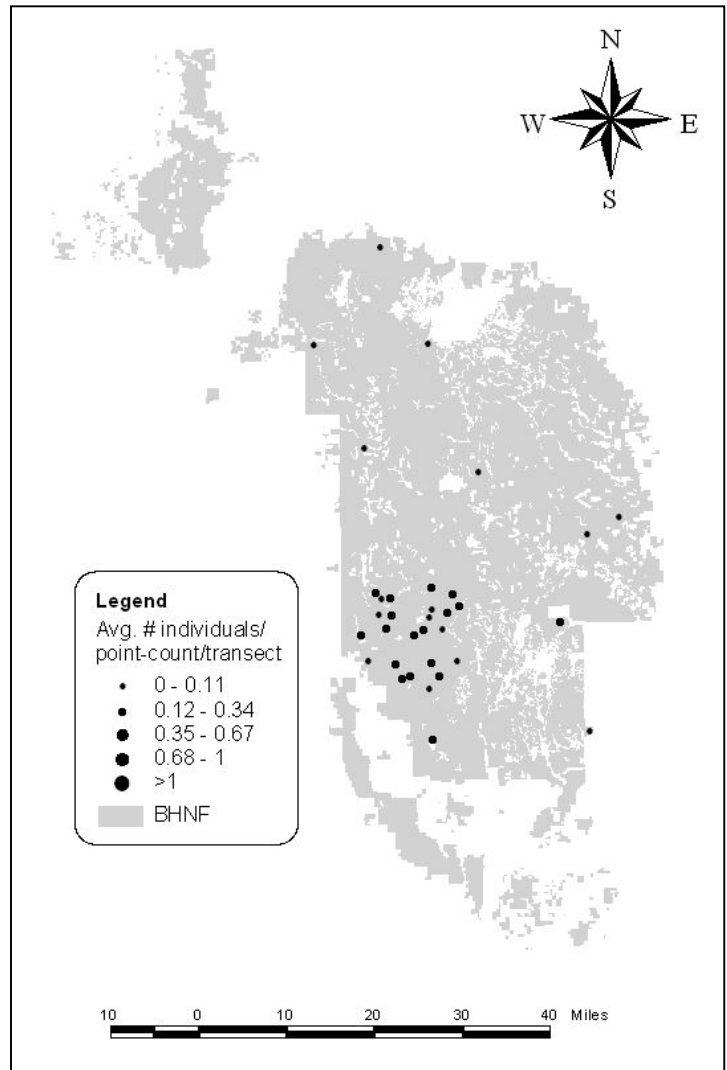 N
W E
S
Legend
Avg. # individuals/
point-count/transect
0 - 0.11
0.12 - 0.34
0.35 - 0.67
0.68 - 1
>1
BHNF
10 0 10 20 30 40 Miles